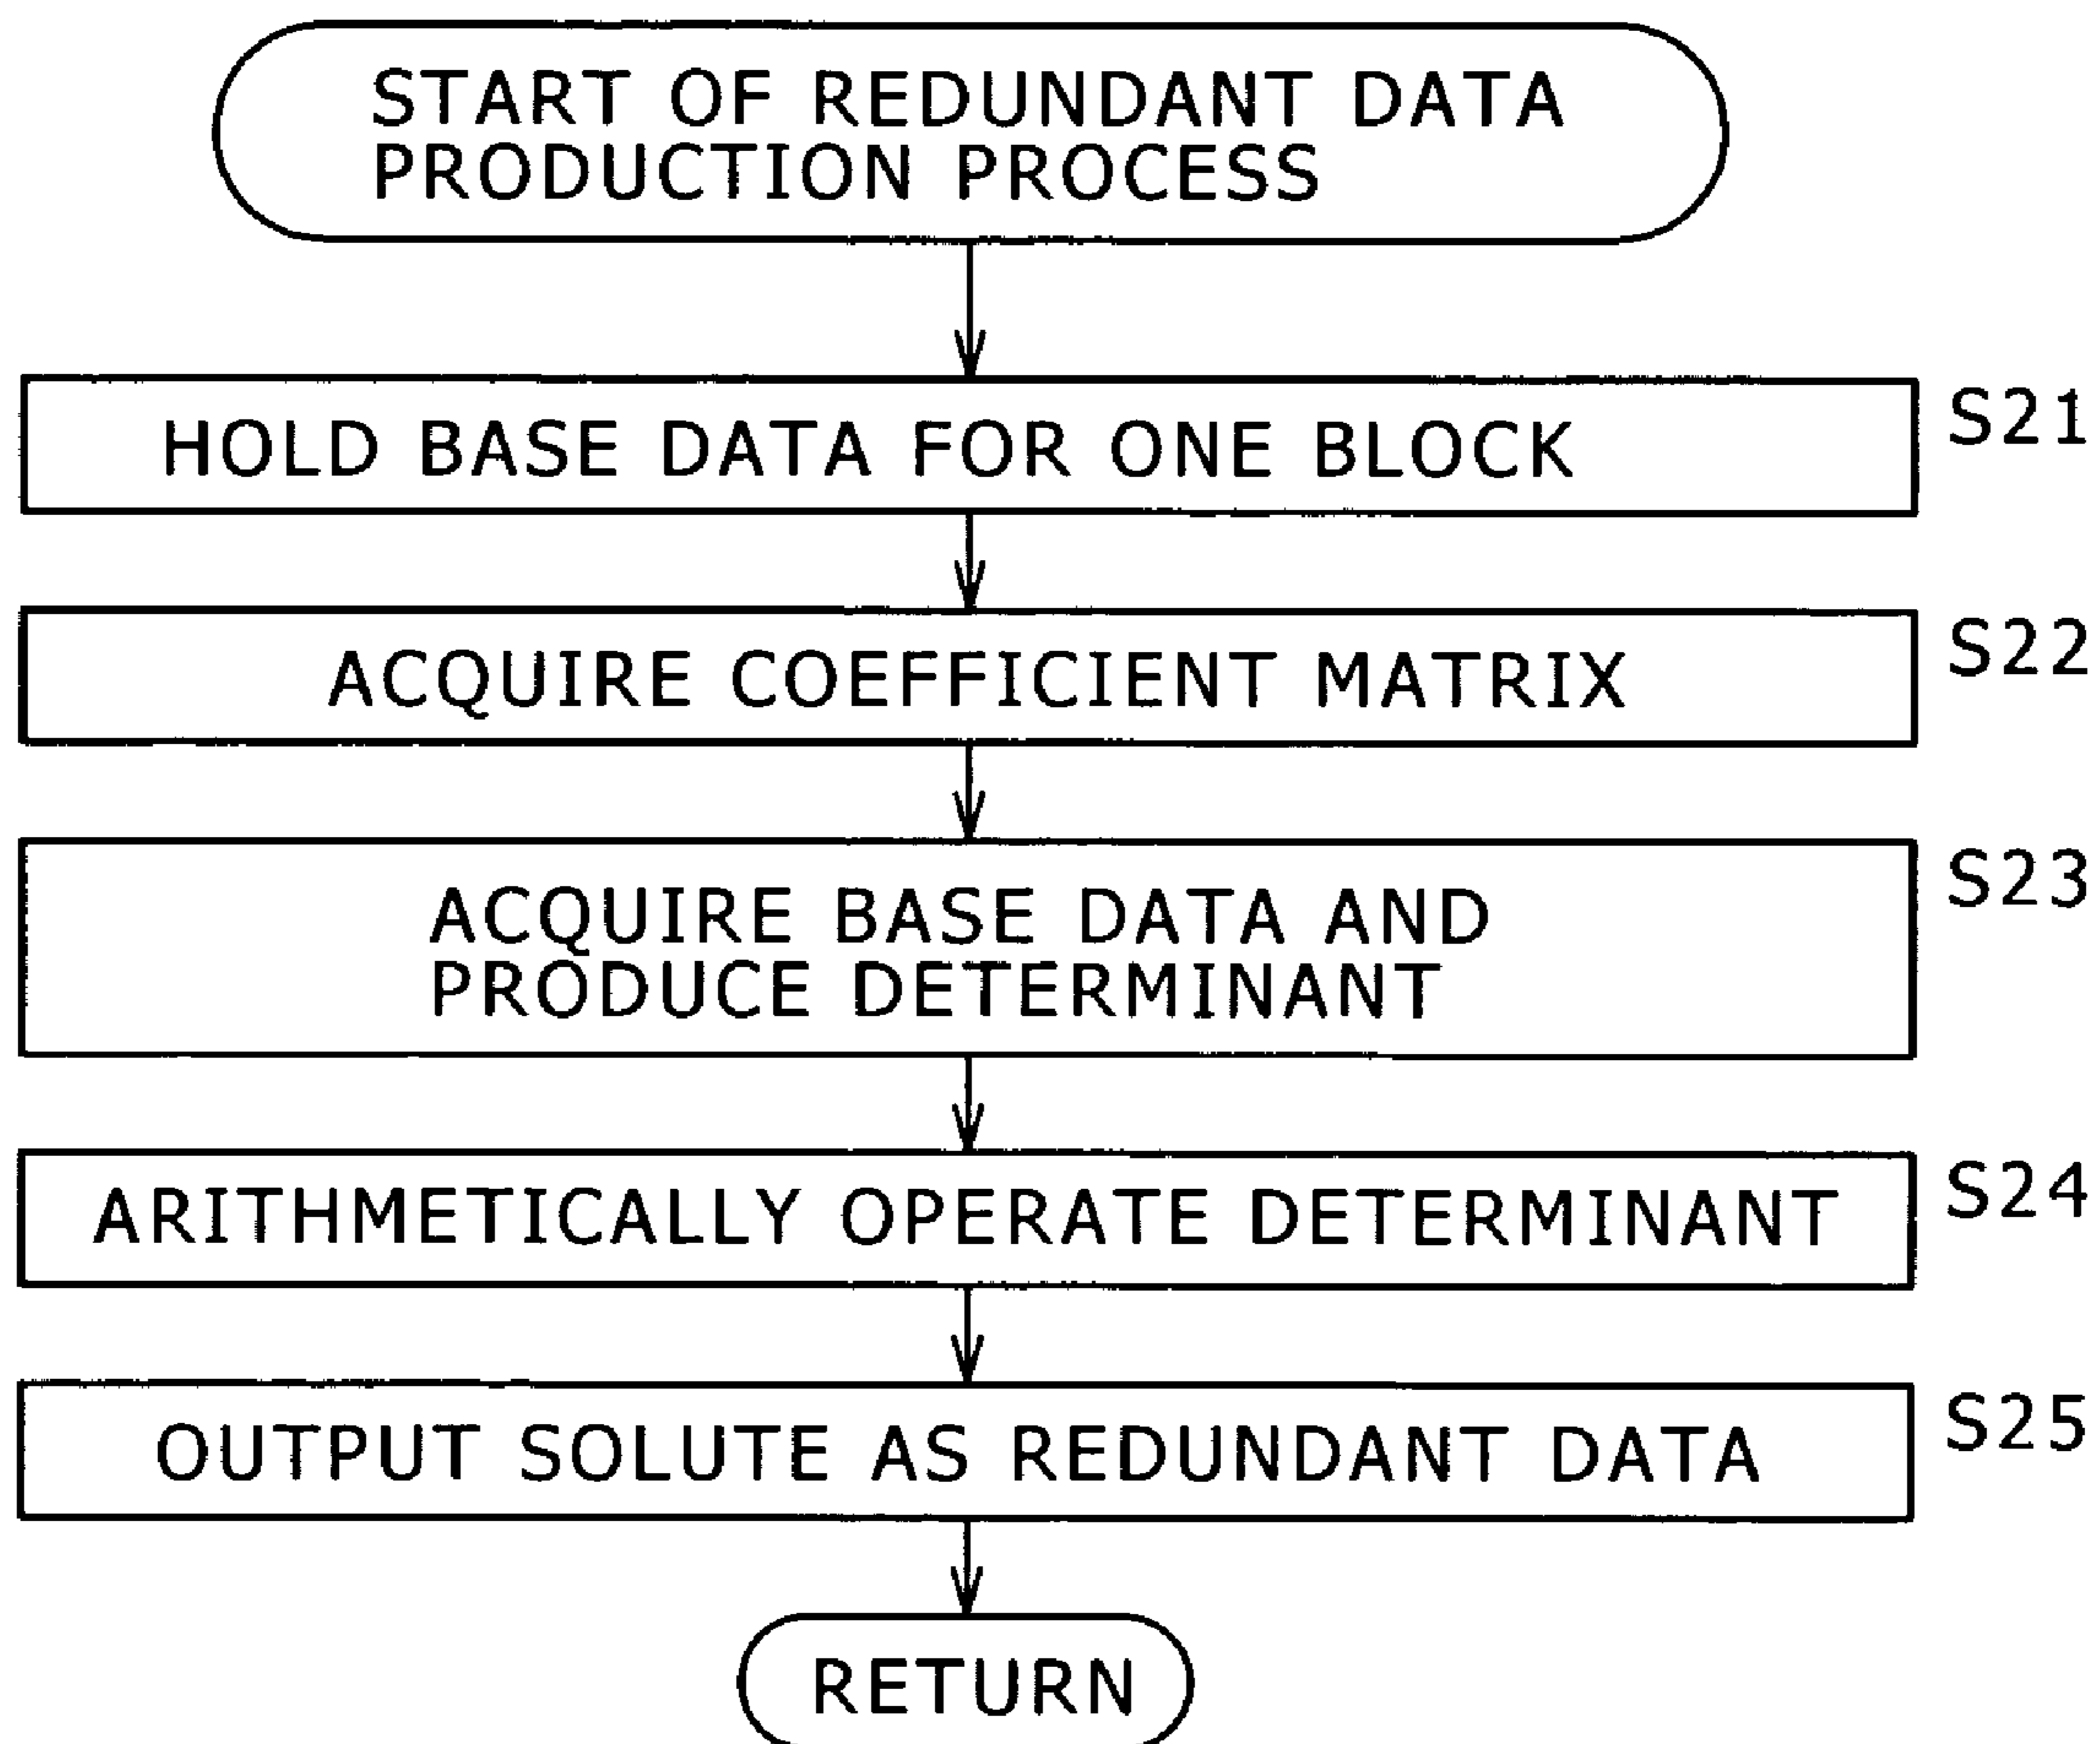 START OF REDUNDANT DATA
PRODUCTION PROCESS
HOLD BASE DATA FOR ONE BLOCK
S21
ACQUIRE COEFFICIENT MATRIX
S22
ACQUIRE BASE DATA AND
PRODUCE DETERMINANT
S23
ARITHMETICALLY OPERATE DETERMINANT
S24
OUTPUT SOLUTE AS REDUNDANT DATA
S25
RETURN